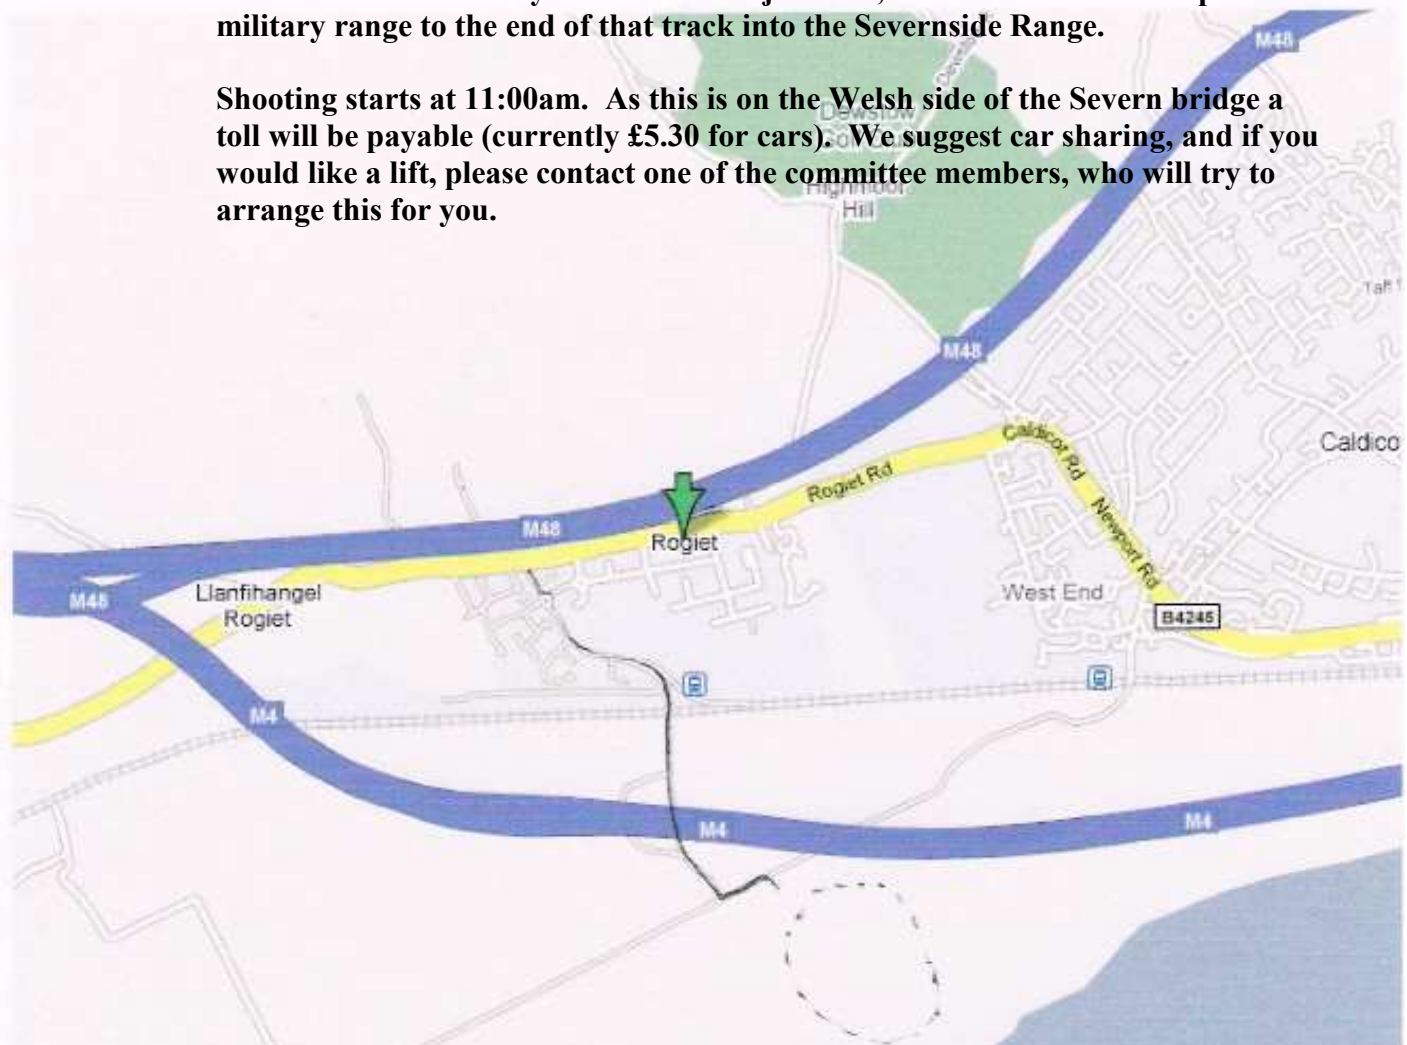 military range to the end of that track into the Severnside Range.
Shooting starts at 11:00am. As this is on the Welsh side of the Severn bridge a
toll will be payable (currently £5.30 for cars). We suggest car sharing, and if you
would like a lift, please contact one of the committee members, who will try to
arrange this for you.
M48
Dewstow
Highmoor
Hill
M48
Caldicot Rd
Caldico
Rogiet Rd
Newport Rd
M48
Rogiet
Llanfihangel
Rogiet
M48
West End
B4245
M4
M4
M4